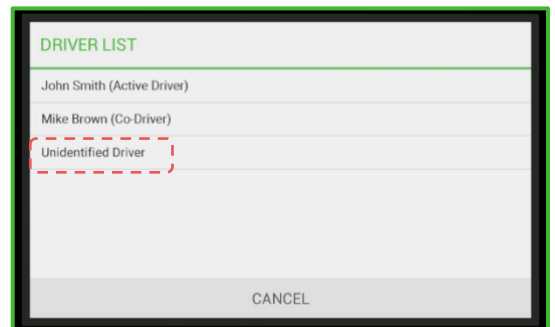 DRIVER LIST
John Smith (Active Driver)
Mike Brown (Co-Driver)
Unidentified Driver
CANCEL